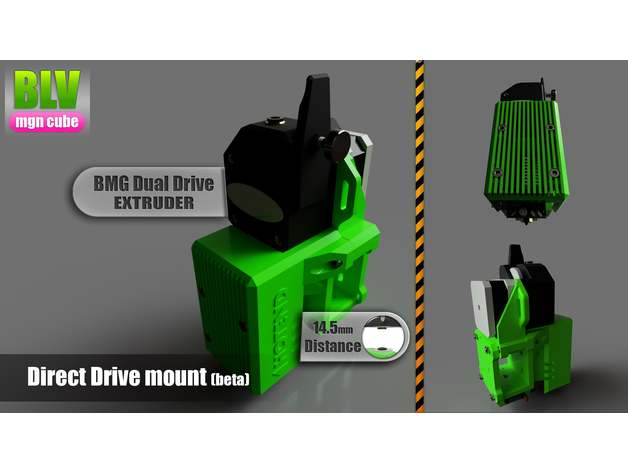 BLV
mgn cube
BMG Dual Drive
EXTRUDER
14.5mm
Distance
Direct Drive mount (beta)